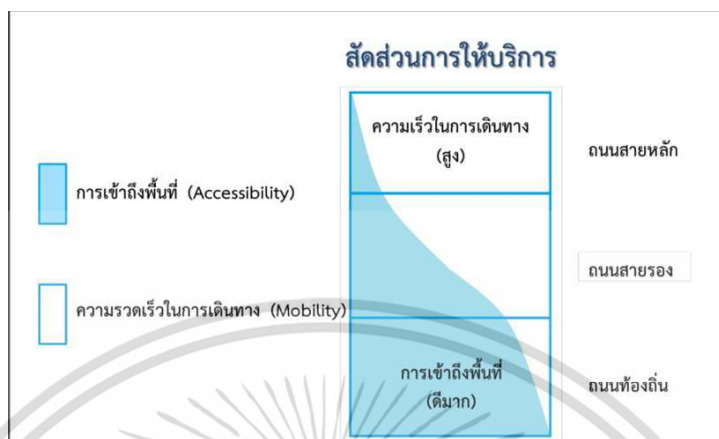 สัดส่วนการให้บริการ
ความเร็วในการเดินทาง
(สูง)
ถนนสายหลัก
การเข้าถึงพื้นที่ (Accessibility)
ถนนสายรอง
ความรวดเร็วในการเดินทาง (Mobility)
การเข้าถึงพื้นที่
(ดีมาก)
ถนนท้องถิ่น